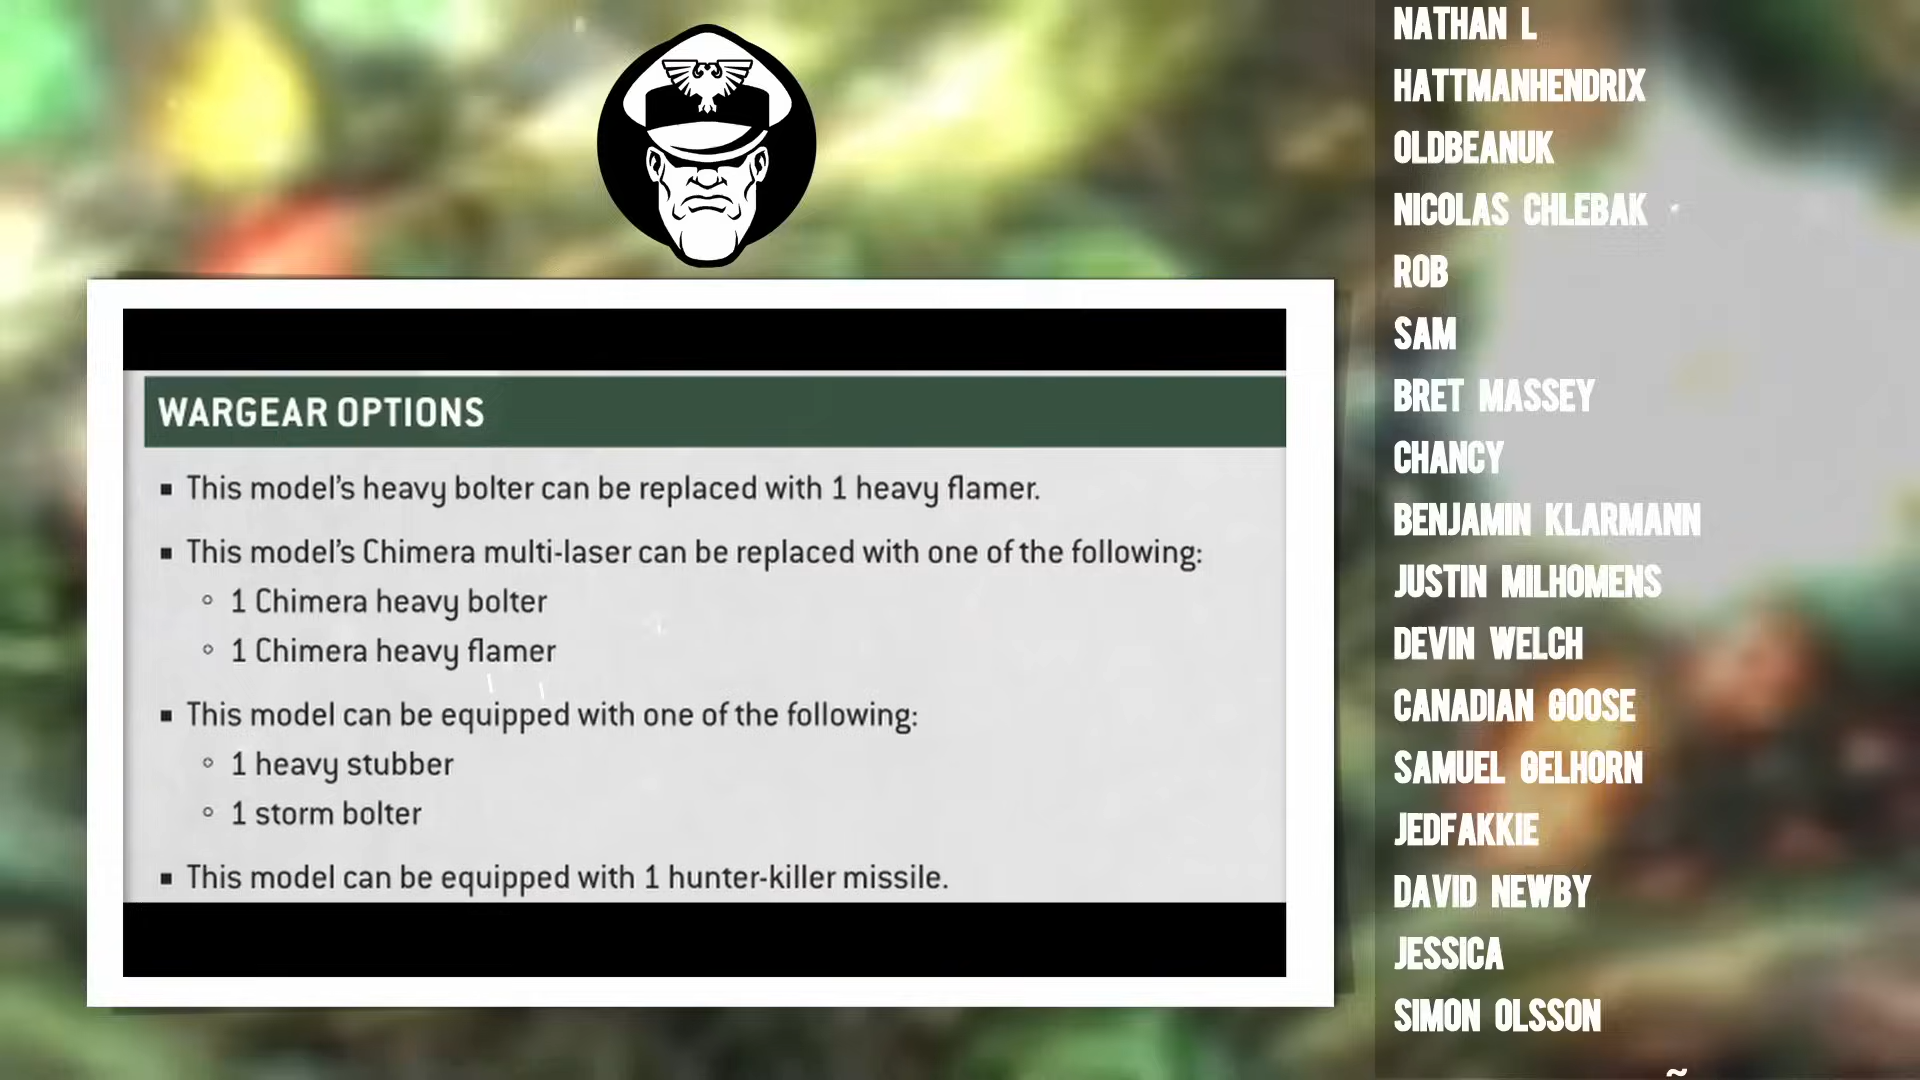 WARGEAR OPTIONS
▪ This model's heavy bolter can be replaced with 1 heavy flamer.
▪ This model's Chimera multi-laser can be replaced with one of the following:
◦ 1 Chimera heavy bolter
◦ 1 Chimera heavy flamer
▪ This model can be equipped with one of the following:
◦ 1 heavy stubber
◦ 1 storm bolter
▪ This model can be equipped with 1 hunter-killer missile.
NATHAN L
HATTMANHENDRIX
OLDBEANUK
NICOLAS CHLEBAK
ROB
SAM
BRET MASSEY
CHANCY
BENJAMIN KLARMANN
JUSTIN MILHOMENS
DEVIN WELCH
CANADIAN GOOSE
SAMUEL GELHORN
JEDFAKKIE
DAVID NEWBY
JESSICA
SIMON OLSSON